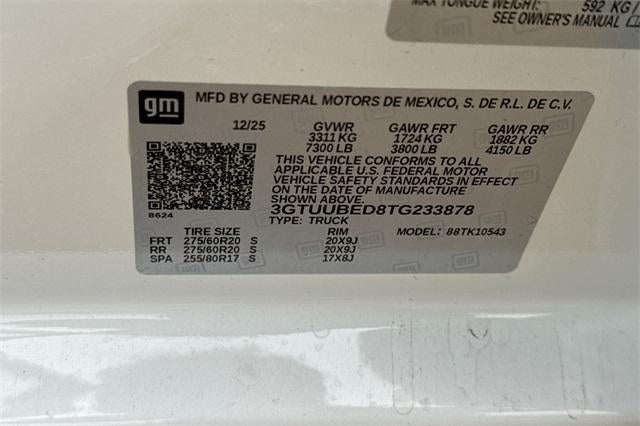 MAX TONGUE WEIGHT: 592 KG /
SEE OWNER'S MANUAL
gm
MFD BY GENERAL MOTORS DE MEXICO, S. DE R.L. DE C.V.
12/25 GVWR GAWR FRT GAWR RR
3311 KG 1724 KG 1882 KG
7300 LB 3800 LB 4150 LB
THIS VEHICLE CONFORMS TO ALL
APPLICABLE U.S. FEDERAL MOTOR
VEHICLE SAFETY STANDARDS IN EFFECT
ON THE DATE OF MANUFACTURE
SHOWN ABOVE.
3GTUUBED8TG233878
8624
TYPE: TRUCK MODEL: 88TK10543
TIRE SIZE RIM
FRT 275/60R20 S 20X9J
RR 275/60R20 S 20X9J
SPA 255/80R17 S 17X8J